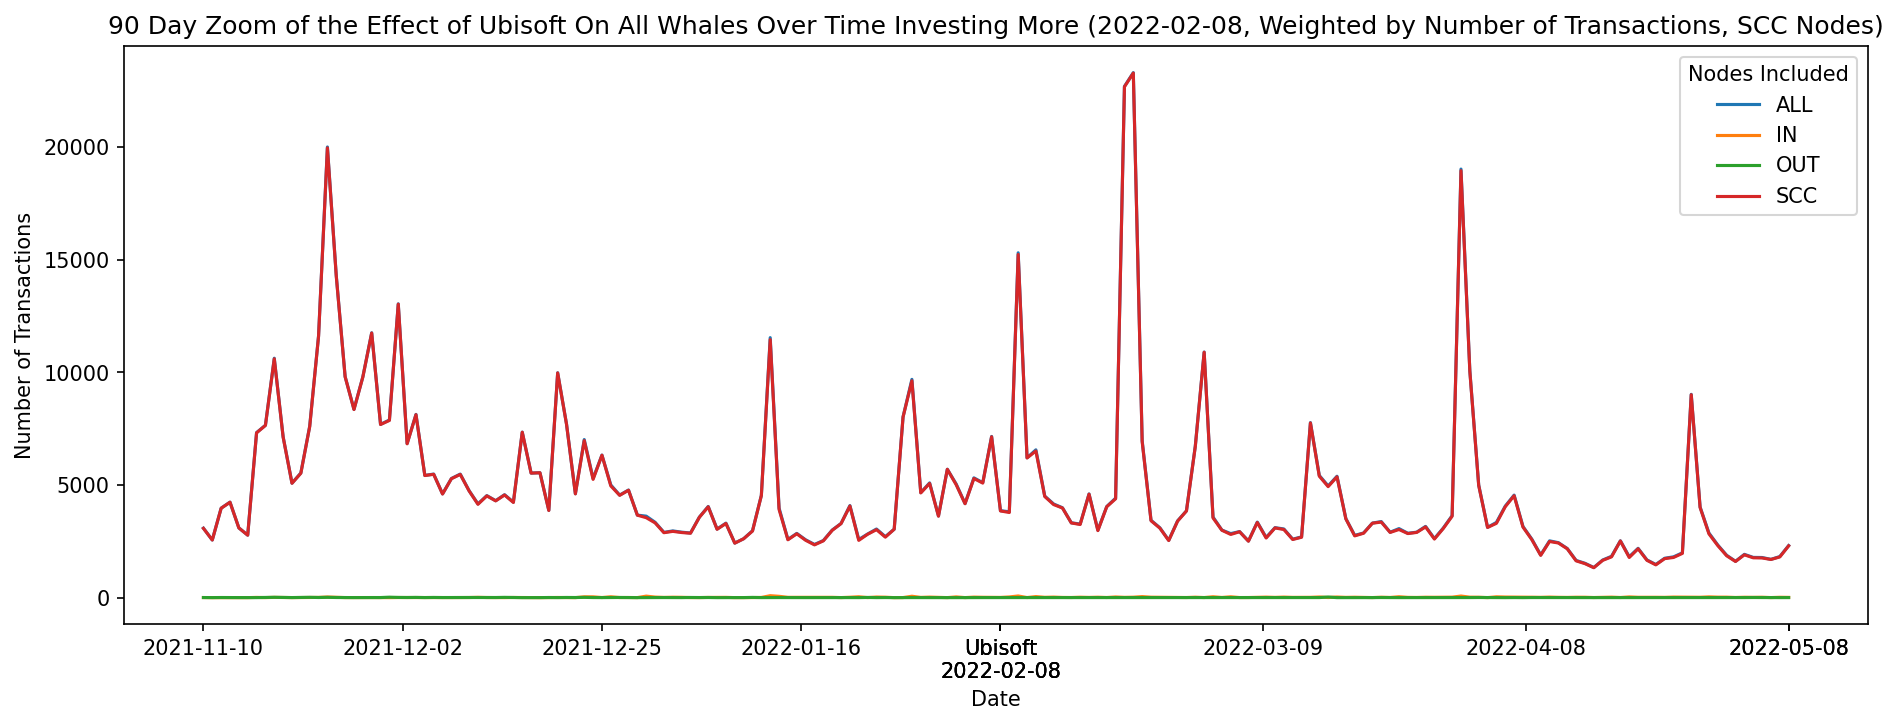 90 Day Zoom of the Effect of Ubisoft On All Whales Over Time Investing More (2022-02-08, Weighted by Number of Transactions, SCC Nodes)
Nodes Included
ALL
IN
OUT
SCC
Number of Transactions
20000
15000
10000
5000
0
2021-11-10
2021-12-02
2021-12-25
2022-01-16
Ubisoft
2022-02-08
2022-03-09
2022-04-08
2022-05-08
Date